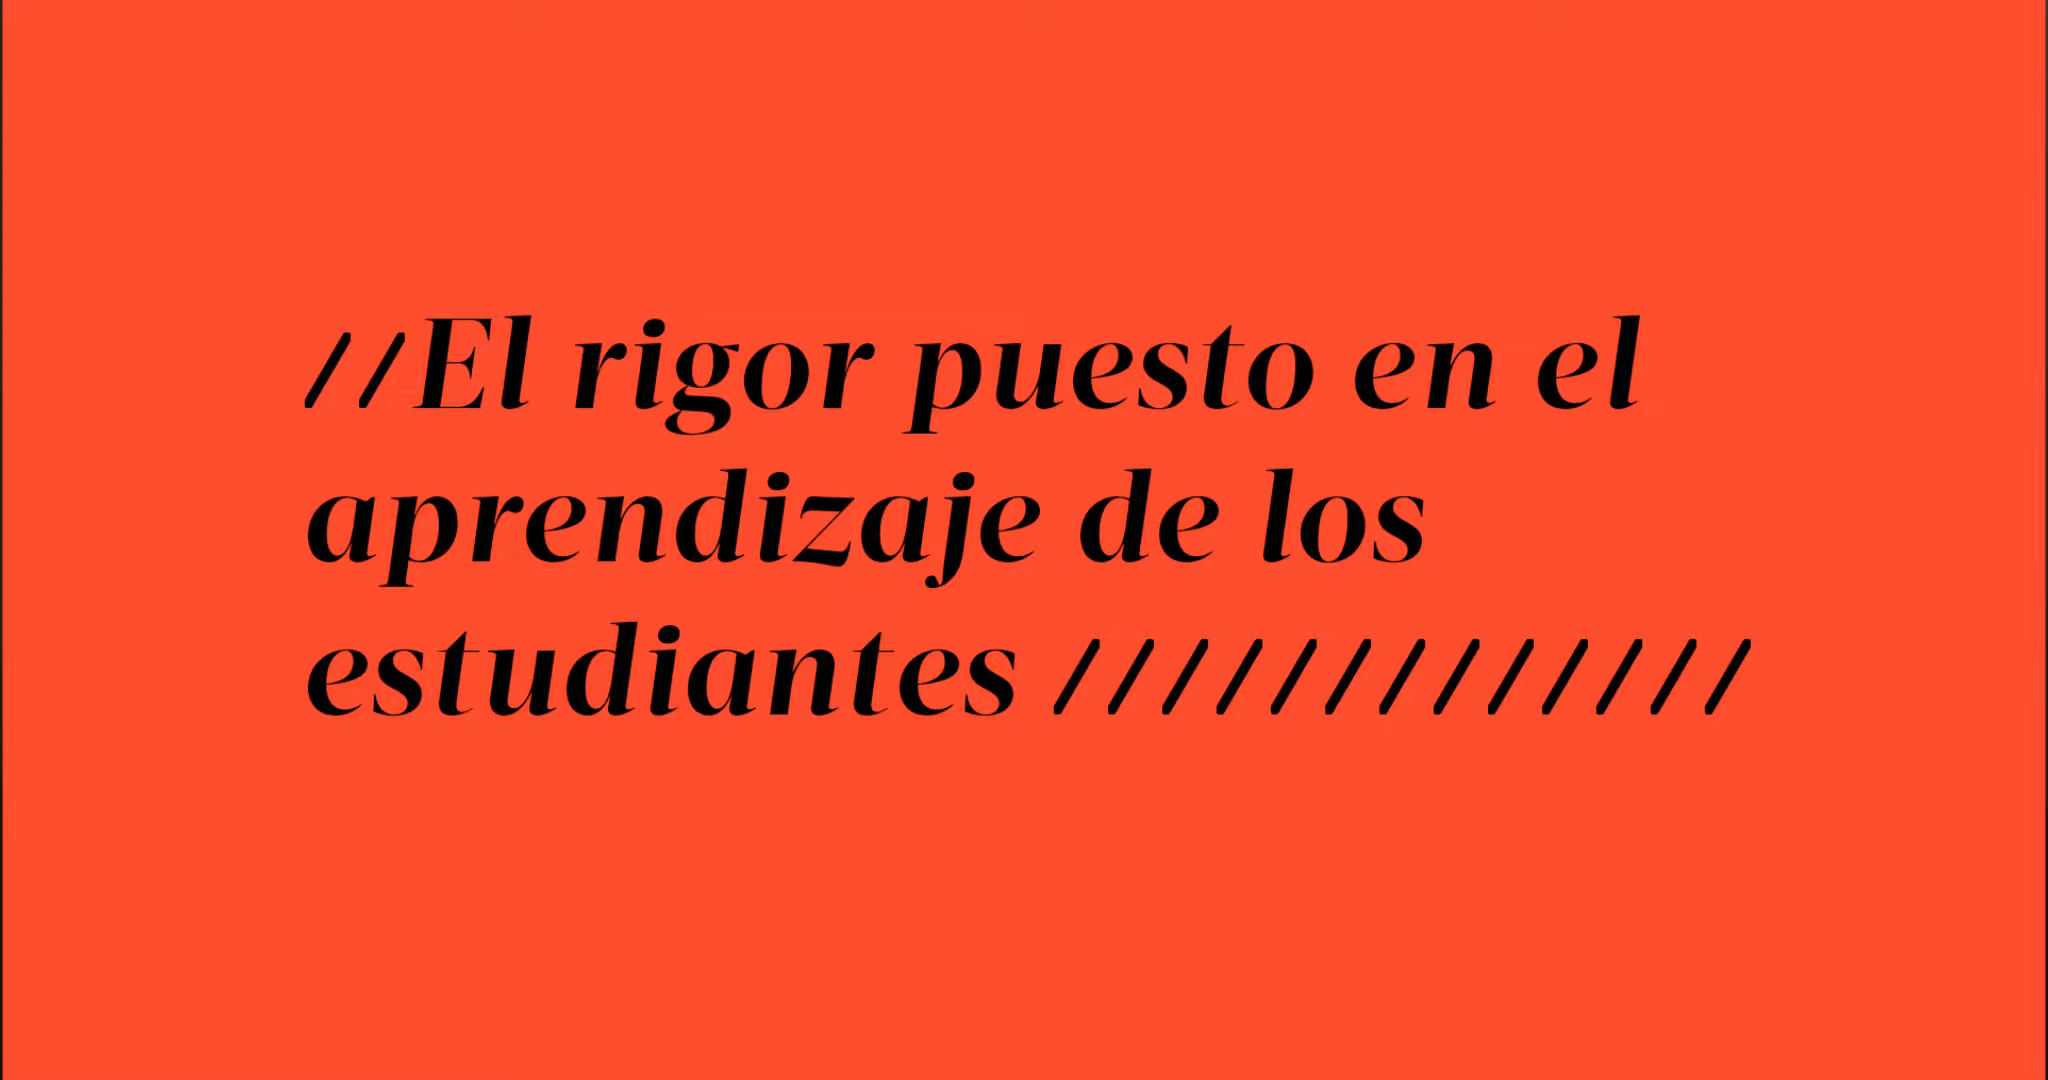 //El rigor puesto en el
aprendizaje de los
estudiantes /////////////